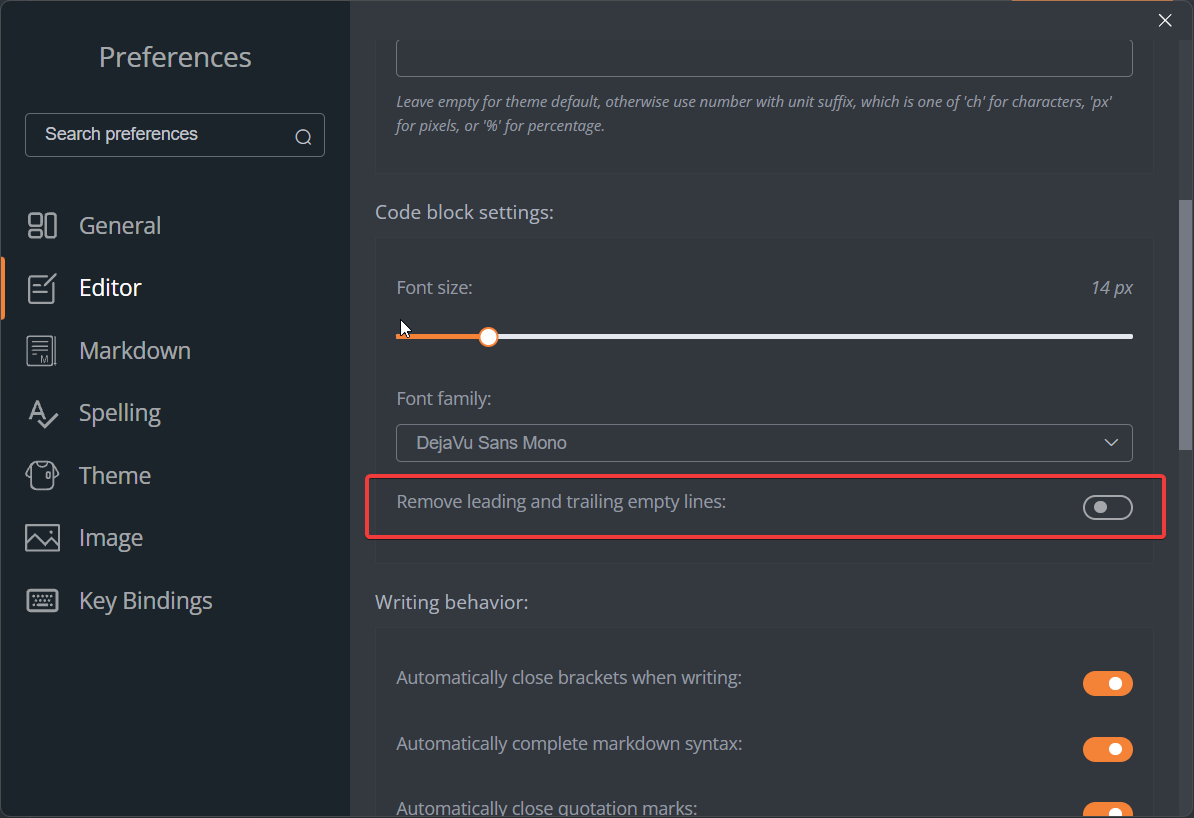 Preferences
Search preferences
General
Editor
Markdown
Spelling
Theme
Image
Key Bindings
Leave empty for theme default, otherwise use number with unit suffix, which is one of 'ch' for characters, 'px'
for pixels, or '%' for percentage.
Code block settings:
Font size:
14 px
Font family:
DejaVu Sans Mono
Remove leading and trailing empty lines:
Writing behavior:
Automatically close brackets when writing:
Automatically complete markdown syntax:
Automatically close quotation marks: